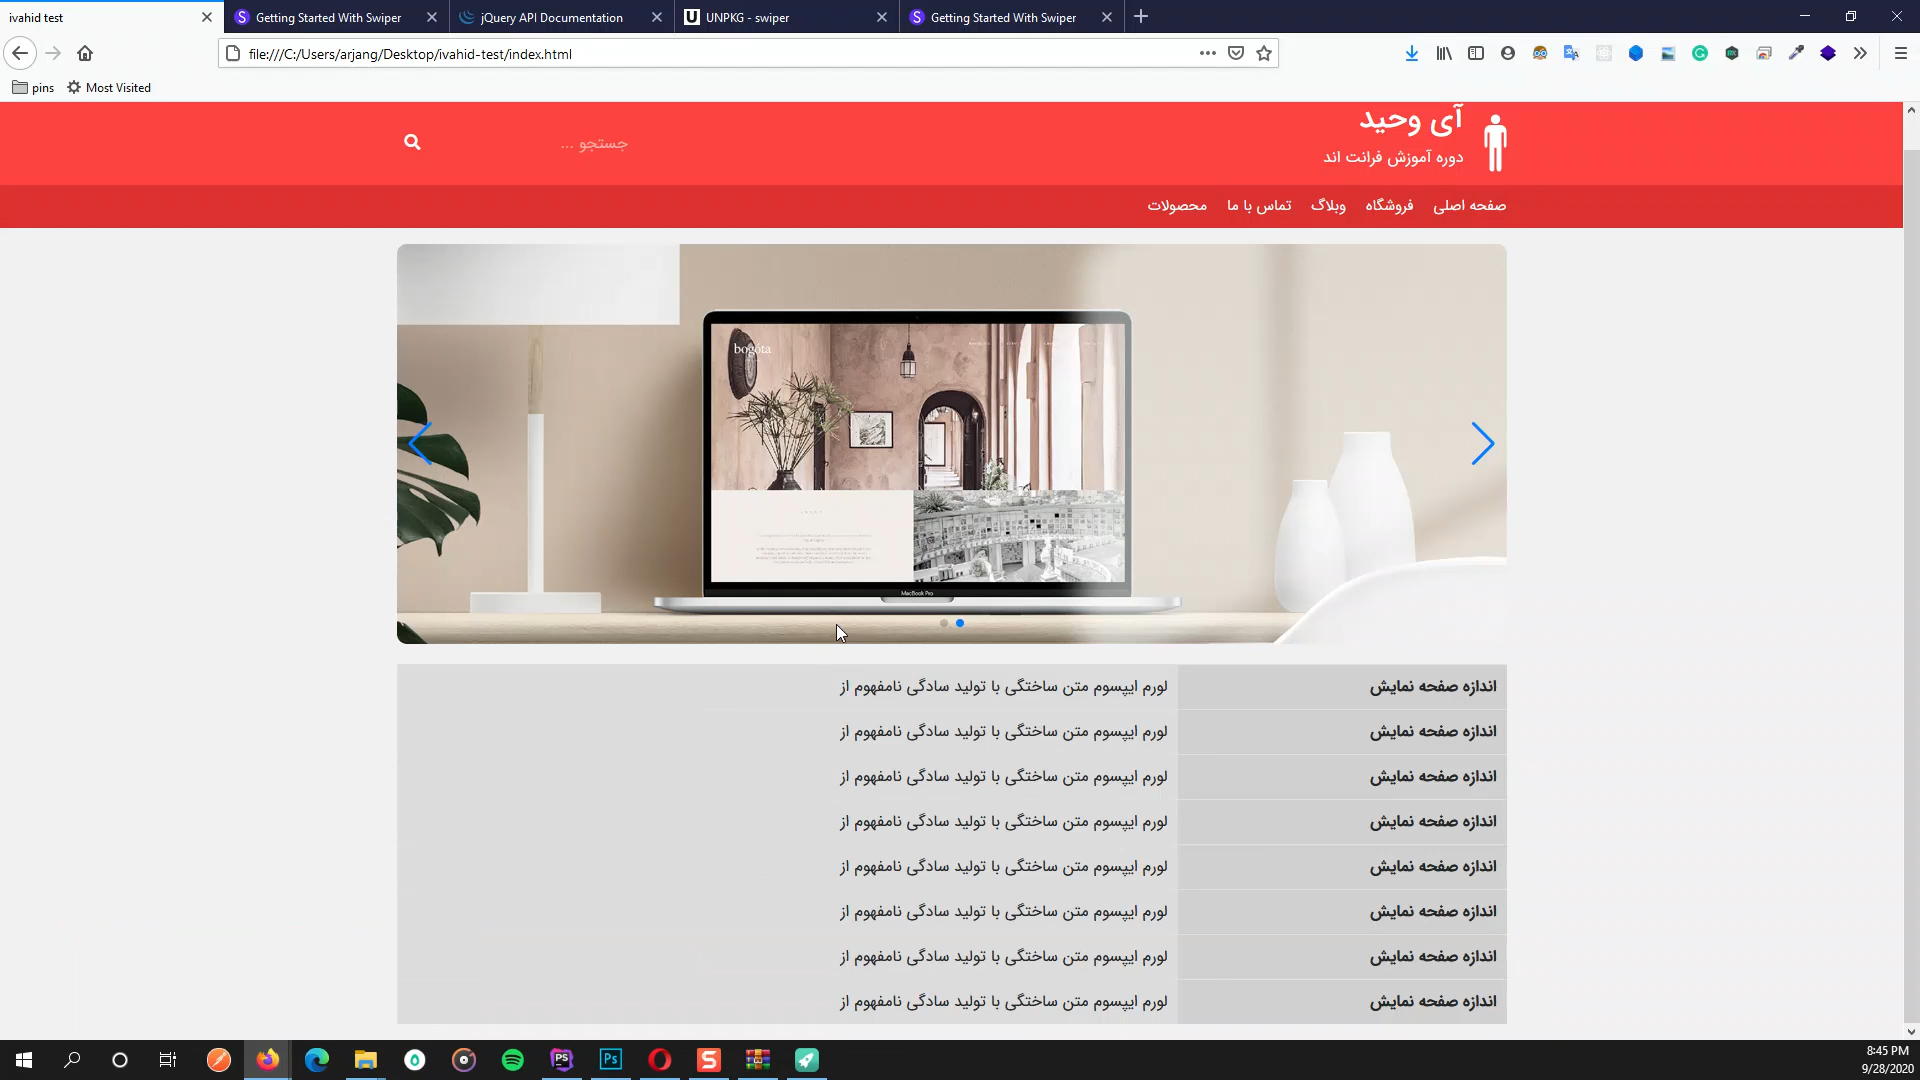 ivahid test
Getting Started With Swiper
jQuery API Documentation
UNPKG - swiper
Getting Started With Swiper
file:///C:/Users/arjang/Desktop/ivahid-test/index.html
pins
Most Visited
آی وحید
دوره آموزش فرانت اند
جستجو ...
صفحه اصلی
فروشگاه
وبلاگ
تماس با ما
محصولات
bogóta
MacBook Pro
اندازه صفحه نمایش
لورم ایپسوم متن ساختگی با تولید سادگی نامفهوم از
اندازه صفحه نمایش
لورم ایپسوم متن ساختگی با تولید سادگی نامفهوم از
اندازه صفحه نمایش
لورم ایپسوم متن ساختگی با تولید سادگی نامفهوم از
اندازه صفحه نمایش
لورم ایپسوم متن ساختگی با تولید سادگی نامفهوم از
اندازه صفحه نمایش
لورم ایپسوم متن ساختگی با تولید سادگی نامفهوم از
اندازه صفحه نمایش
لورم ایپسوم متن ساختگی با تولید سادگی نامفهوم از
اندازه صفحه نمایش
لورم ایپسوم متن ساختگی با تولید سادگی نامفهوم از
اندازه صفحه نمایش
لورم ایپسوم متن ساختگی با تولید سادگی نامفهوم از
8:45 PM
9/28/2020